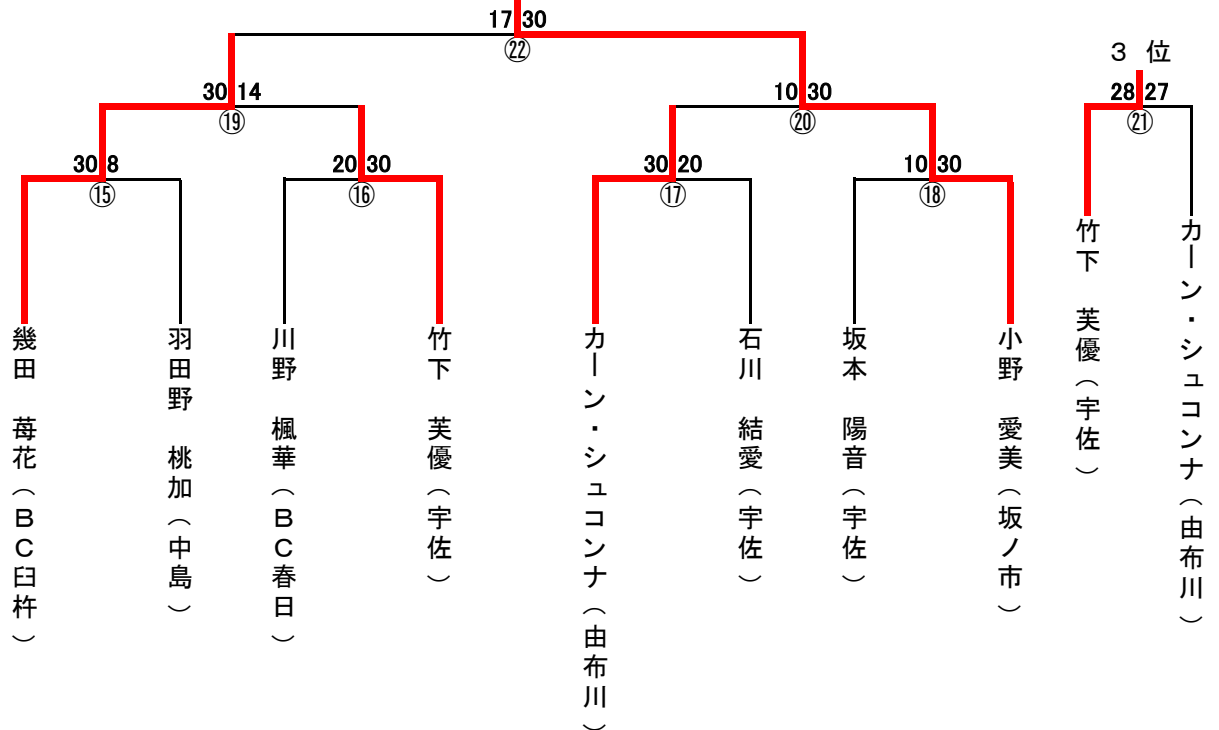 17 30
㉒
3 位
30 14
⑲
10 30
⑳
28 27
㉑
30 8
⑮
20 30
⑯
30 20
⑰
10 30
⑱
幾田 苺花(BC臼杵)
羽田野 桃加(中島)
川野 楓華(BC春日)
竹下 芙優(宇佐)
カーン・シュコンナ(由布川)
石川 結愛(宇佐)
坂本 陽音(宇佐)
小野 愛美(坂ノ市)
竹下 芙優(宇佐)
カーン・シュコンナ(由布川)